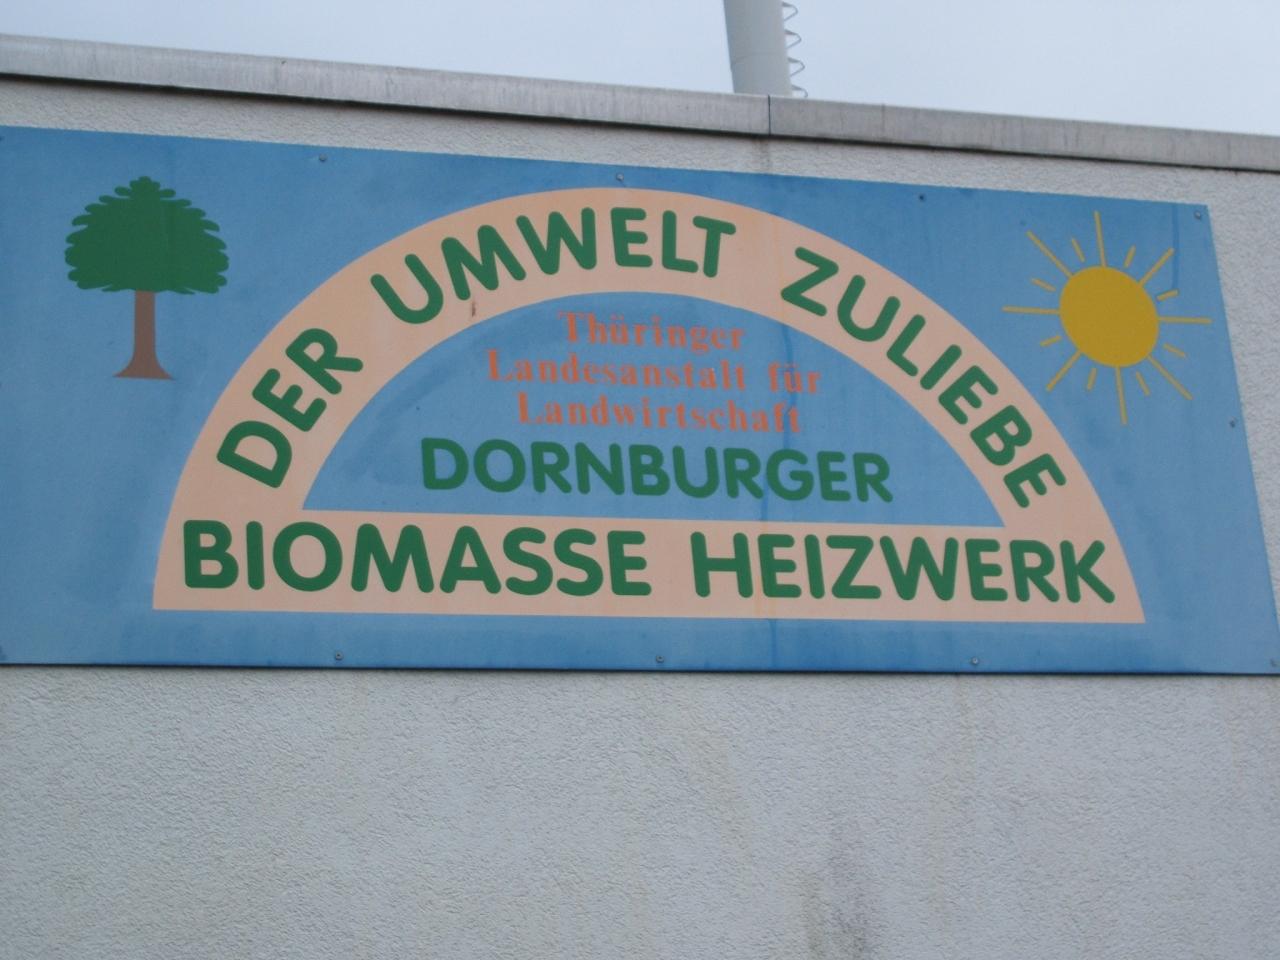 DER UMWELT ZULIEBE
Thüringer
Landesanstalt für
Landwirtschaft
DORNBURGER
BIOMASSE HEIZWERK